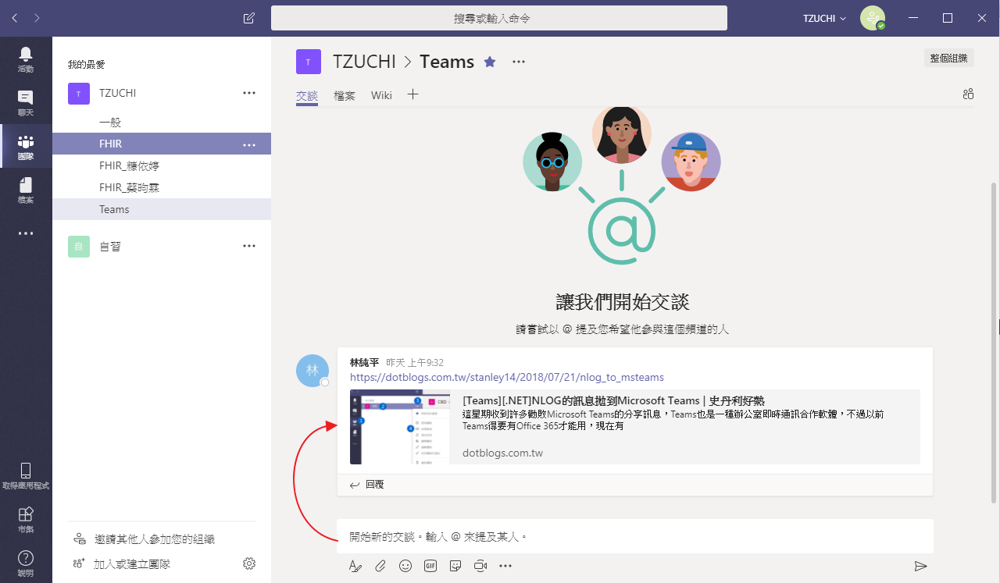 搜尋或輸入命令
TZUCHI
活動
聊天
團隊
檔案
取得應用程式
市集
說明
我的最愛
T
TZUCHI
一般
FHIR
FHIR_糠依婷
FHIR_蔡昀霖
Teams
自
自習
邀請其他人參加您的組織
加入或建立團隊
T
TZUCHI > Teams
整個組織
交談
檔案
Wiki
讓我們開始交談
請嘗試以 @ 提及您希望他參與這個頻道的人
林
林純平 昨天 上午9:32
https://dotblogs.com.tw/stanley14/2018/07/21/nlog_to_msteams
[Teams][.NET]NLOG的訊息拋到Microsoft Teams | 史丹利好熱
這星期收到許多勸敗Microsoft Teams的分享訊息，Teams也是一種辦公室即時通訊合作軟體，不過以前
Teams得要有Office 365才能用，現在有
dotblogs.com.tw
回覆
開始新的交談。輸入 @ 來提及某人。
GIF